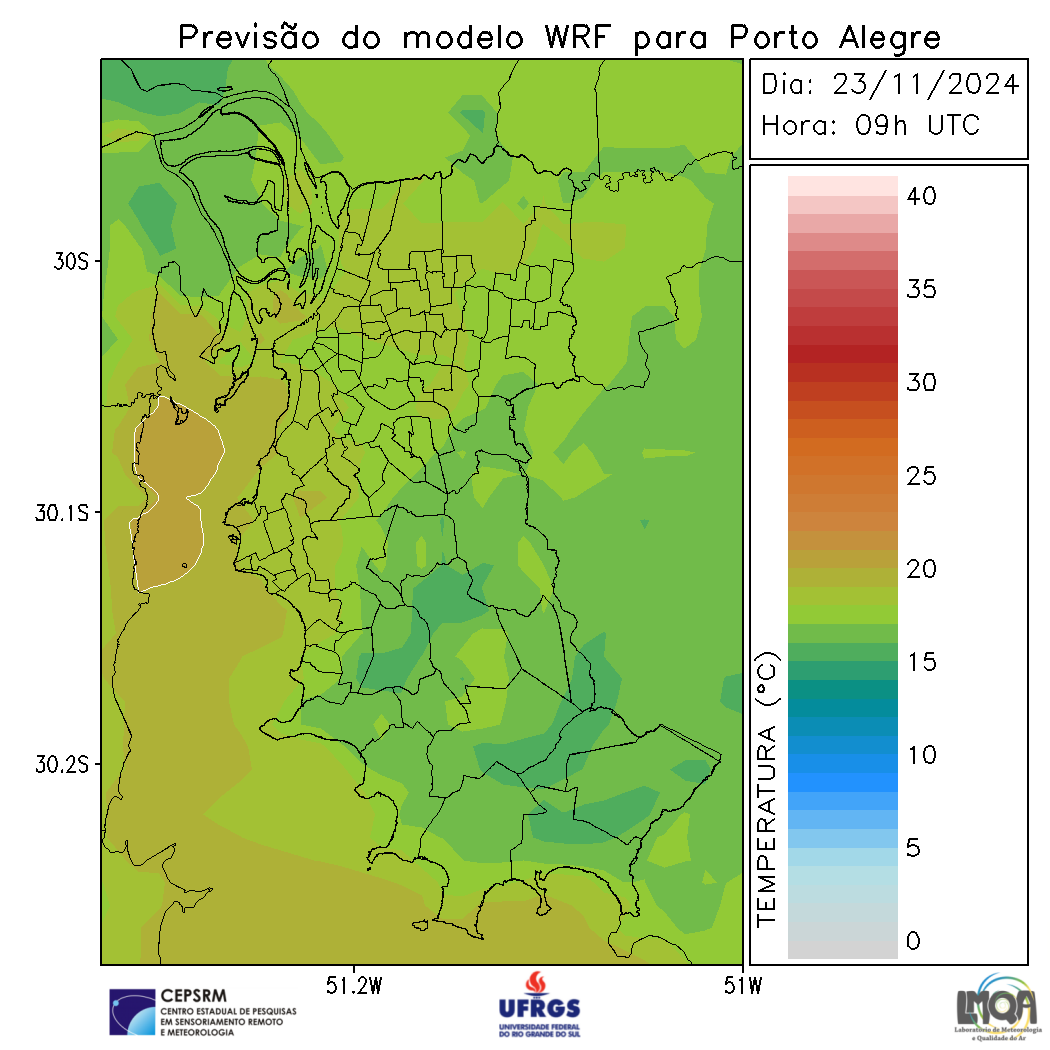 Previsão do modelo WRF para Porto Alegre
Dia: 23/11/2024
Hora: 09h UTC
40
35
30
25
20
15
10
5
0
TEMPERATURA (°C)
30S
30.1S
30.2S
51.2W
51W
CEPSRM
CENTRO ESTADUAL DE PESQUISAS
EM SENSORIAMENTO REMOTO
E METEOROLOGIA
UFRGS
UNIVERSIDADE FEDERAL
DO RIO GRANDE DO SUL
LMQA
Laboratório de Meteorologia
e Qualidade do Ar